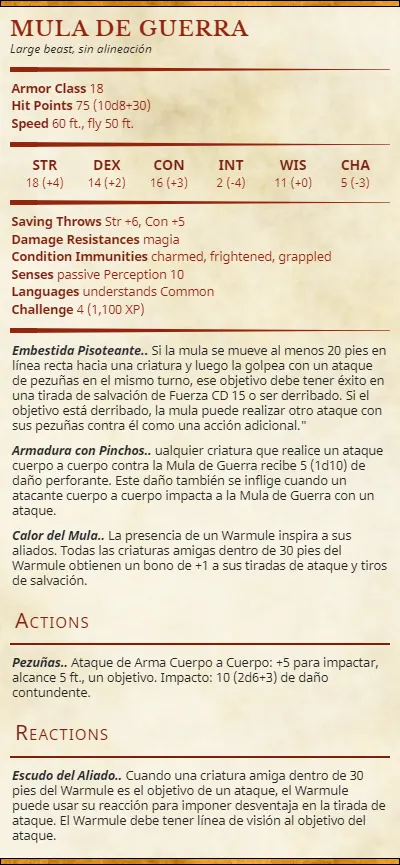 MULA DE GUERRA
Large beast, sin alineación
Armor Class 18
Hit Points 75 (10d8+30)
Speed 60 ft., fly 50 ft.
STR DEX CON INT WIS CHA
18 (+4) 14 (+2) 16 (+3) 2 (-4) 11 (+0) 5 (-3)
Saving Throws Str +6, Con +5
Damage Resistances magia
Condition Immunities charmed, frightened, grappled
Senses passive Perception 10
Languages understands Common
Challenge 4 (1,100 XP)
Embestida Pisoteante.. Si la mula se mueve al menos 20 pies en
línea recta hacia una criatura y luego la golpea con un ataque
de pezuñas en el mismo turno, ese objetivo debe tener éxito en
una tirada de salvación de Fuerza CD 15 o ser derribado. Si el
objetivo está derribado, la mula puede realizar otro ataque con
sus pezuñas contra él como una acción adicional."
Armadura con Pinchos.. ualquier criatura que realice un ataque
cuerpo a cuerpo contra la Mula de Guerra recibe 5 (1d10) de
daño perforante. Este daño también se inflige cuando un
atacante cuerpo a cuerpo impacta a la Mula de Guerra con un
ataque.
Calor del Mula.. La presencia de un Warmule inspira a sus
aliados. Todas las criaturas amigas dentro de 30 pies del
Warmule obtienen un bono de +1 a sus tiradas de ataque y tiros
de salvación.
ACTIONS
Pezuñas.. Ataque de Arma Cuerpo a Cuerpo: +5 para impactar,
alcance 5 ft., un objetivo. Impacto: 10 (2d6+3) de daño
contundente.
REACTIONS
Escudo del Aliado.. Cuando una criatura amiga dentro de 30
pies del Warmule es el objetivo de un ataque, el Warmule
puede usar su reacción para imponer desventaja en la tirada de
ataque. El Warmule debe tener línea de visión al objetivo del
ataque.